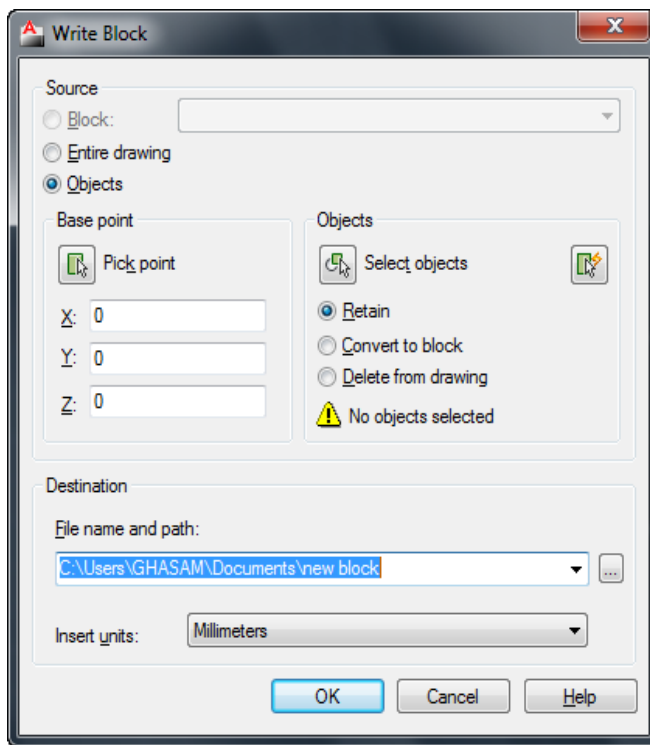 Write Block
Source
Block:
Entire drawing
Objects
Base point
Pick point
X: 0
Y: 0
Z: 0
Objects
Select objects
Retain
Convert to block
Delete from drawing
No objects selected
Destination
File name and path:
C:\Users\GHASAM\Documents\new block
...
Insert units: Millimeters
OK Cancel Help